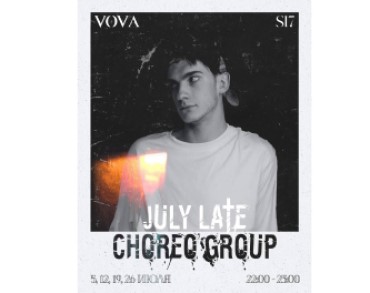 VOVA
S17
JULY LATE
CHOREO GROUP
5, 12, 19, 26 ИЮЛЯ
22:00 - 23:00